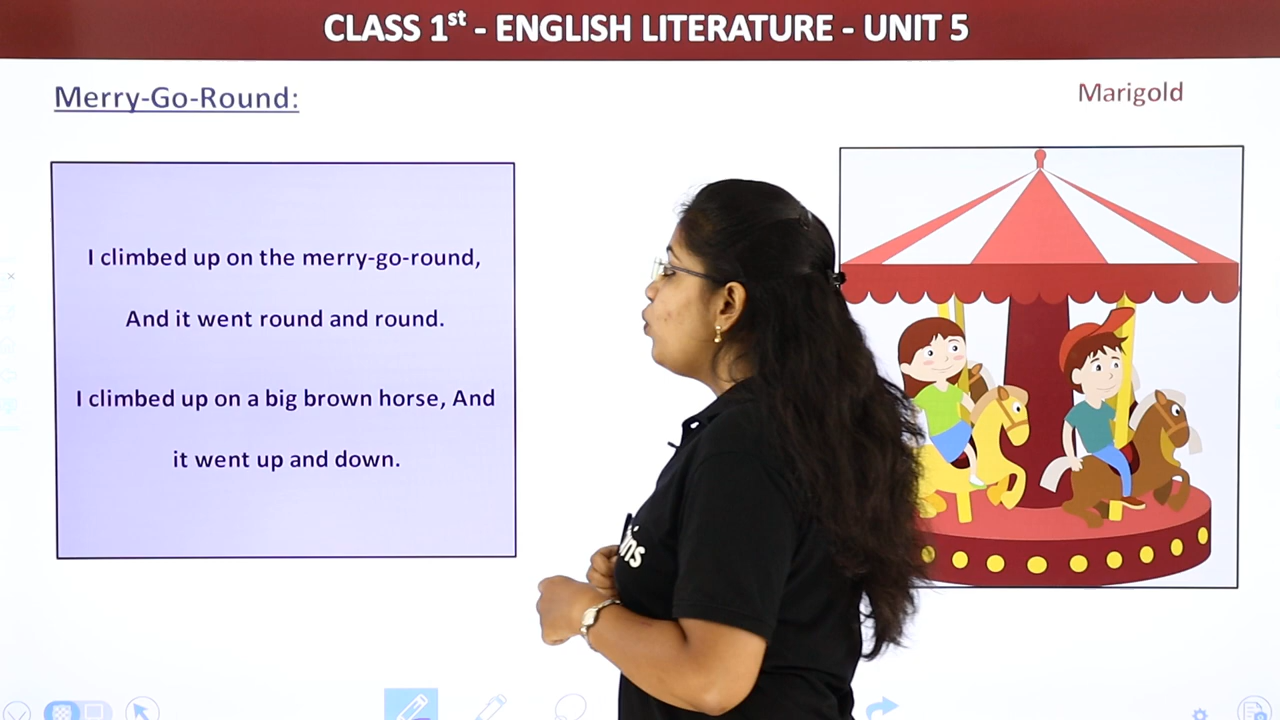 CLASS 1st - ENGLISH LITERATURE - UNIT 5
Merry-Go-Round:
Marigold
I climbed up on the merry-go-round,
And it went round and round.
I climbed up on a big brown horse, And
it went up and down.